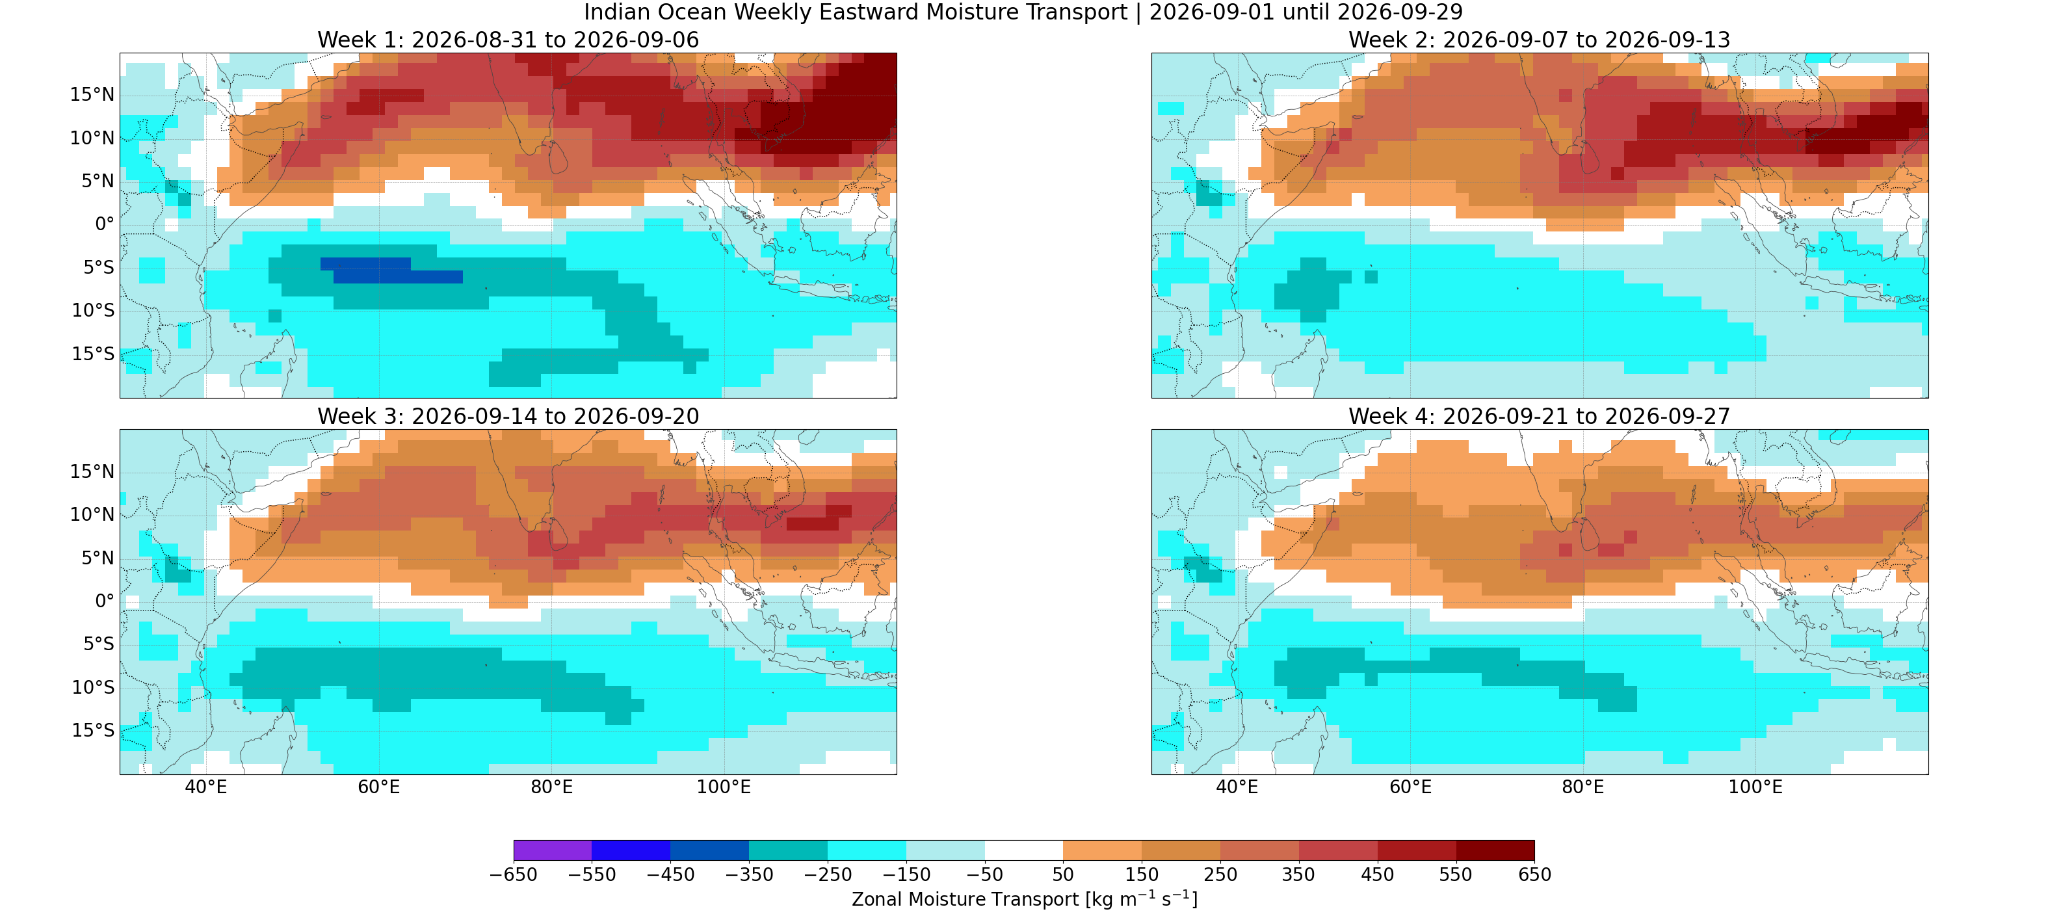 Indian Ocean Weekly Eastward Moisture Transport | 2026-09-01 until 2026-09-29
Week 1: 2026-08-31 to 2026-09-06
Week 2: 2026-09-07 to 2026-09-13
15°N
10°N
5°N
0°
5°S
10°S
15°S
Week 3: 2026-09-14 to 2026-09-20
Week 4: 2026-09-21 to 2026-09-27
15°N
10°N
5°N
0°
5°S
10°S
15°S
40°E 60°E 80°E 100°E
40°E 60°E 80°E 100°E
−650 −550 −450 −350 −250 −150 −50 50 150 250 350 450 550 650
Zonal Moisture Transport [kg m⁻¹ s⁻¹]